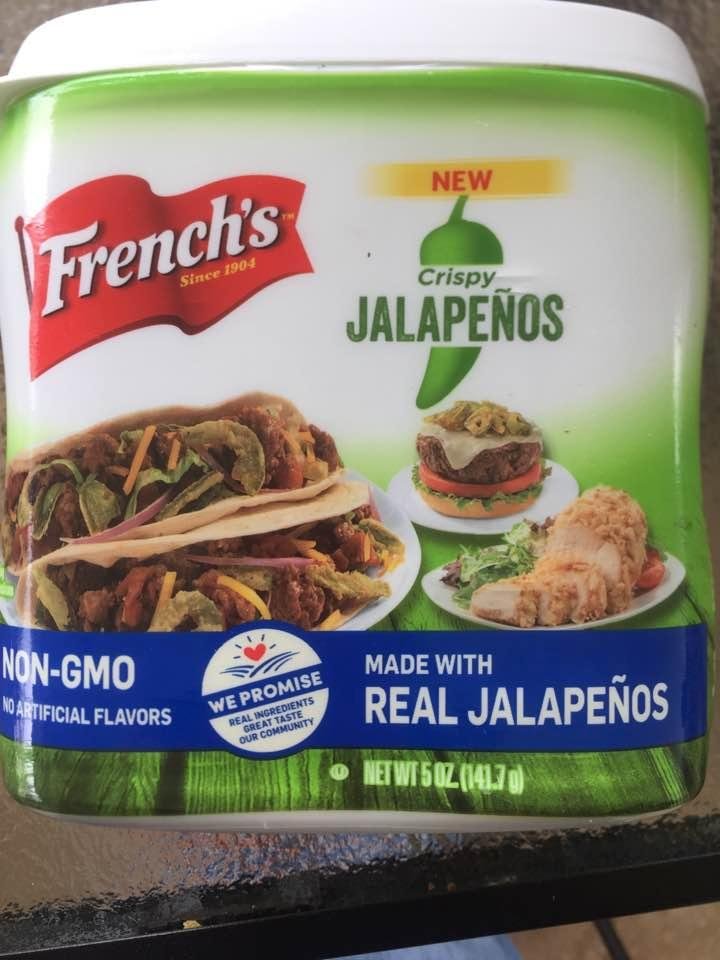 French's™
Since 1904
NEW
Crispy
JALAPEÑOS
NON-GMO
NO ARTIFICIAL FLAVORS
WE PROMISE
REAL INGREDIENTS
GREAT TASTE
OUR COMMUNITY
MADE WITH
REAL JALAPEÑOS
U NET WT 5 OZ. (141.7 g)